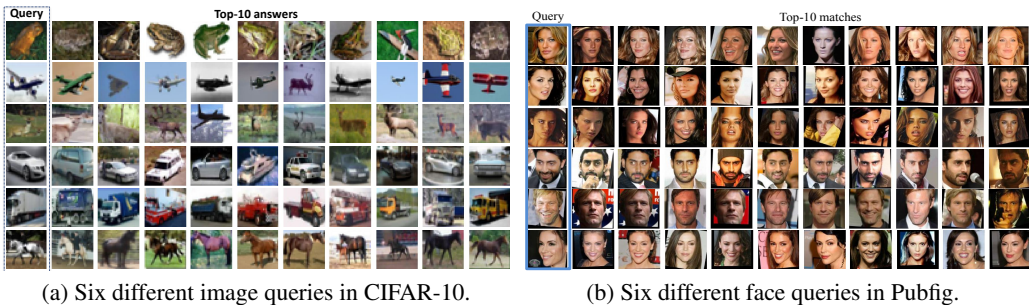 Query
Top-10 answers
Query
Top-10 matches
(a) Six different image queries in CIFAR-10.
(b) Six different face queries in Pubfig.